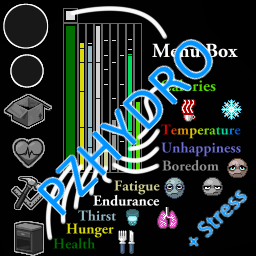 Menu Box
Calories
PZHYDRO
Temperature
Unhappiness
Boredom
Fatigue
Endurance
Thirst
Hunger
Health
+ Stress